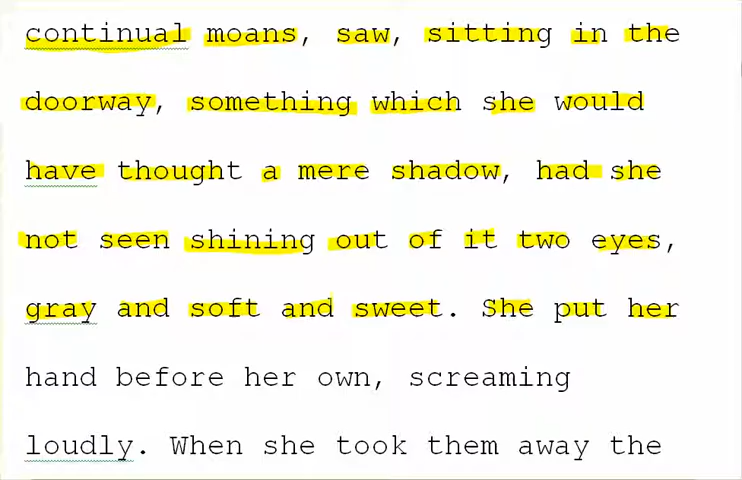 continual moans, saw, sitting in the
doorway, something which she would
have thought a mere shadow, had she
not seen shining out of it two eyes,
gray and soft and sweet. She put her
hand before her own, screaming
loudly. When she took them away the